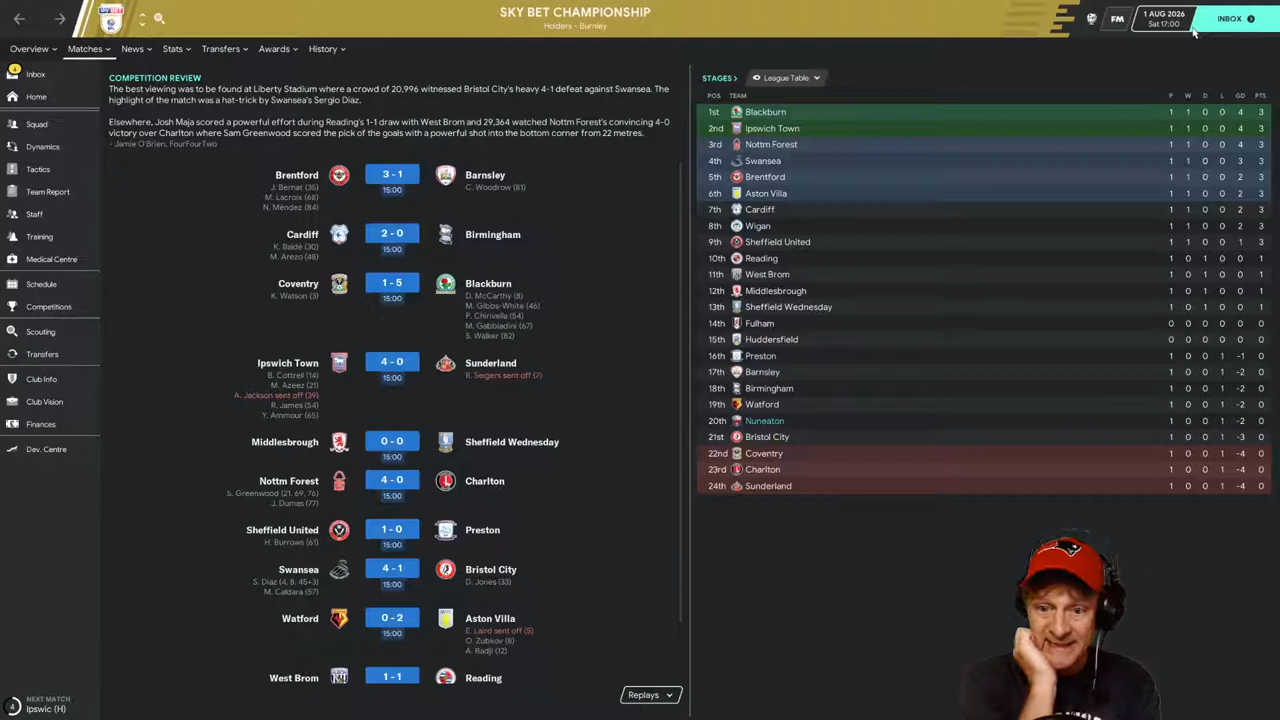 SKY BET CHAMPIONSHIP
Holders - Burnley
FM
1 AUG 2026
Sat 17:00
INBOX
Overview
Matches
News
Stats
Transfers
Awards
History
4
Inbox
Home
Squad
Dynamics
Tactics
Team Report
Staff
Training
Medical Centre
Schedule
Competitions
Scouting
Transfers
Club Info
Club Vision
Finances
Dev. Centre
4
NEXT MATCH
Ipswic (H)
COMPETITION REVIEW
The best viewing was to be found at Liberty Stadium where a crowd of 20,996 witnessed Bristol City's heavy 4-1 defeat against Swansea. The
highlight of the match was a hat-trick by Swansea's Sergio Diaz.
Elsewhere, Josh Maja scored a powerful effort during Reading's 1-1 draw with West Brom and 29,364 watched Nottm Forest's convincing 4-0
victory over Charlton where Sam Greenwood scored the pick of the goals with a powerful shot into the bottom corner from 22 metres.
- Jamie O'Brien, FourFourTwo
Brentford 3 - 1 Barnsley
J. Bernat (35) 15:00 C. Woodrow (81)
M. Lacroix (68)
N. Méndez (84)
Cardiff 2 - 0 Birmingham
K. Baldé (30) 15:00
M. Arezo (48)
Coventry 1 - 5 Blackburn
K. Watson (3) 15:00 D. McCarthy (8)
M. Gibbs-White (46)
P. Chirivella (54)
M. Gabbiadini (67)
S. Walker (82)
Ipswich Town 4 - 0 Sunderland
B. Cottrell (14) 15:00 R. Seigers sent off (7)
M. Azeez (21)
A. Jackson sent off (39)
R. James (54)
Y. Ammour (65)
Middlesbrough 0 - 0 Sheffield Wednesday
15:00
Nottm Forest 4 - 0 Charlton
S. Greenwood (21, 69, 76) 15:00
J. Dumas (77)
Sheffield United 1 - 0 Preston
H. Burrows (61) 15:00
Swansea 4 - 1 Bristol City
S. Díaz (4, 8, 45+3) 15:00 D. Jones (33)
M. Caldara (57)
Watford 0 - 2 Aston Villa
15:00 E. Laird sent off (5)
O. Zubkov (8)
A. Badji (12)
West Brom 1 - 1 Reading
Replays
STAGES > League Table
POS TEAM P W D L GD PTS
1st Blackburn 1 1 0 0 4 3
2nd Ipswich Town 1 1 0 0 4 3
3rd Nottm Forest 1 1 0 0 4 3
4th Swansea 1 1 0 0 3 3
5th Brentford 1 1 0 0 2 3
6th Aston Villa 1 1 0 0 2 3
7th Cardiff 1 1 0 0 2 3
8th Wigan 1 1 0 0 2 3
9th Sheffield United 1 1 0 0 1 3
10th Reading 1 0 1 0 0 1
11th West Brom 1 0 1 0 0 1
12th Middlesbrough 1 0 1 0 0 1
13th Sheffield Wednesday 1 0 1 0 0 1
14th Fulham 0 0 0 0 0 0
15th Huddersfield 0 0 0 0 0 0
16th Preston 1 0 0 1 -1 0
17th Barnsley 1 0 0 1 -2 0
18th Birmingham 1 0 0 1 -2 0
19th Watford 1 0 0 1 -2 0
20th Nuneaton 1 0 0 1 -2 0
21st Bristol City 1 0 0 1 -3 0
22nd Coventry 1 0 0 1 -4 0
23rd Charlton 1 0 0 1 -4 0
24th Sunderland 1 0 0 1 -4 0